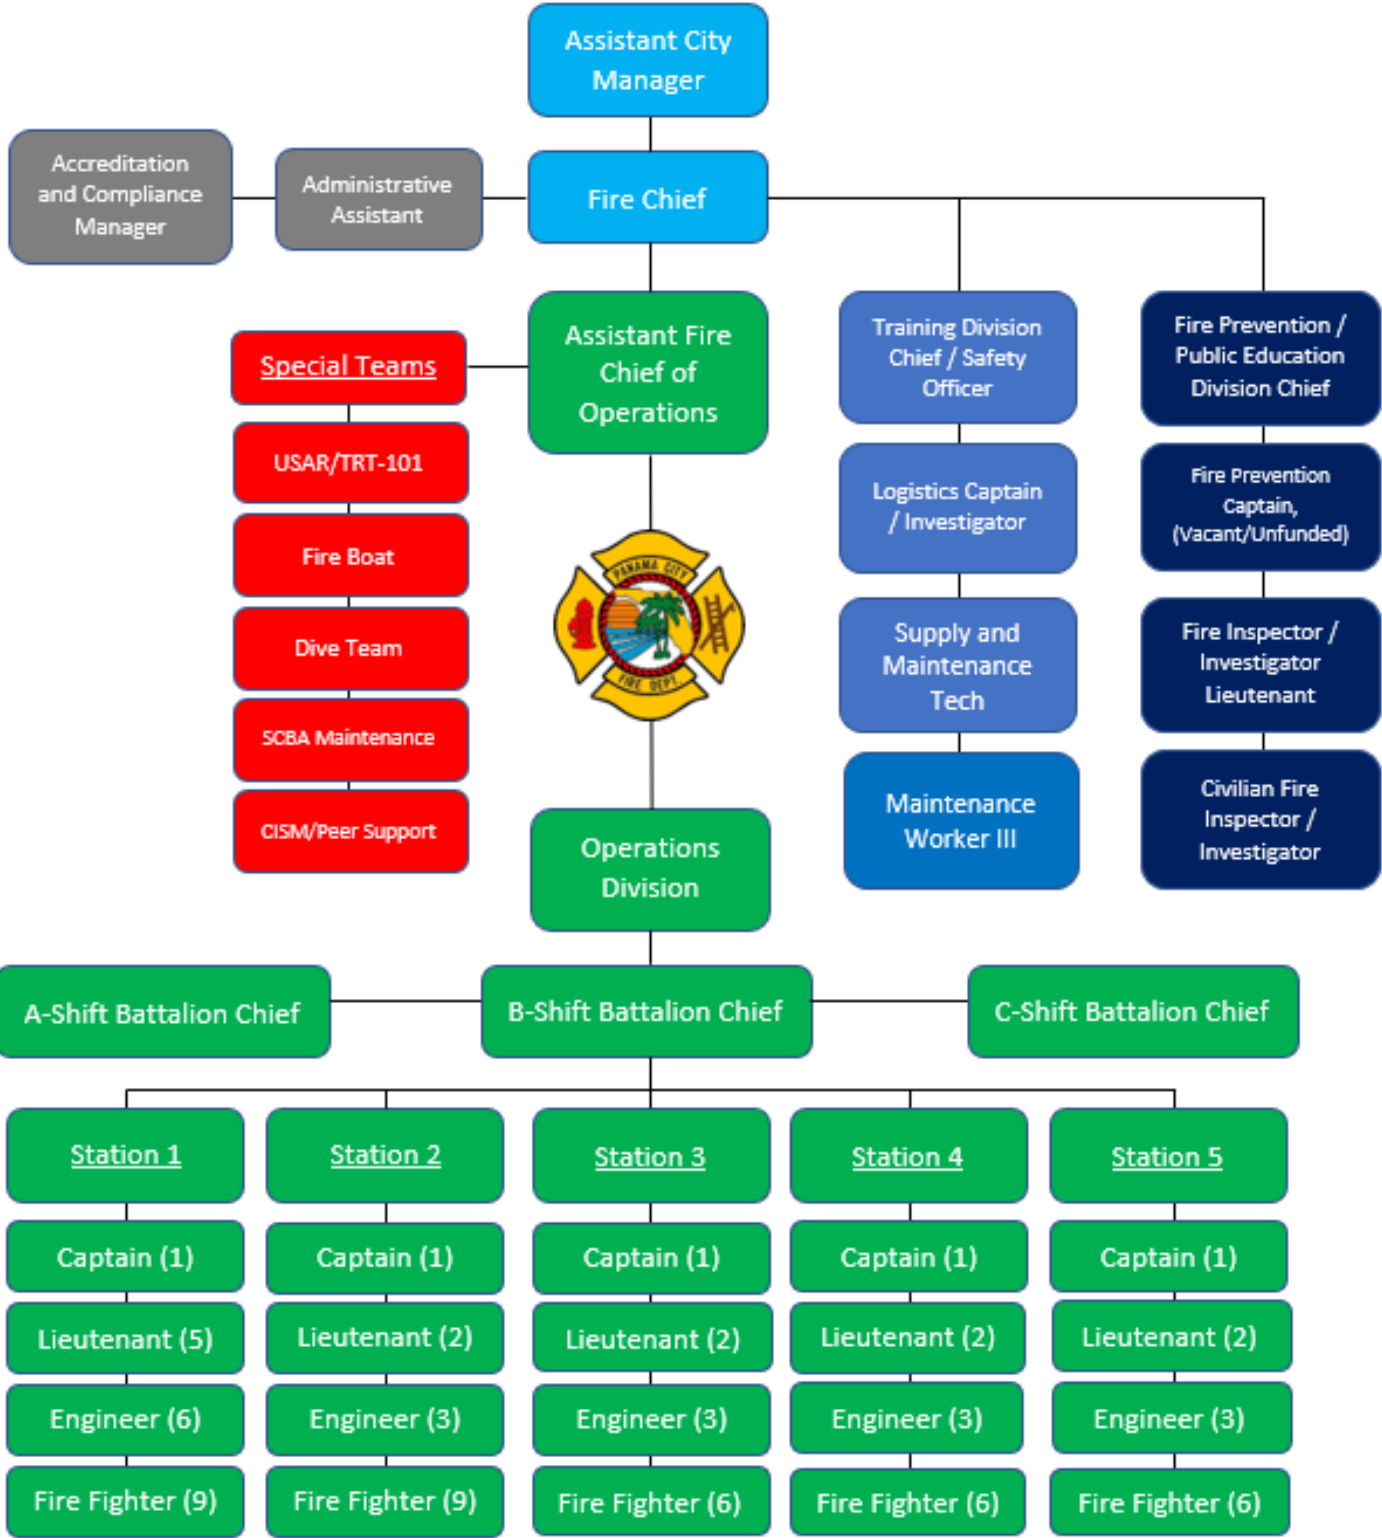 Assistant City
Manager
Accreditation
and Compliance
Manager
Administrative
Assistant
Fire Chief
Special Teams
USAR/TRT-101
Fire Boat
Dive Team
SCBA Maintenance
CISM/Peer Support
Assistant Fire
Chief of
Operations
PANAMA CITY
FIRE DEPT.
Operations
Division
Training Division
Chief / Safety
Officer
Logistics Captain
/ Investigator
Supply and
Maintenance
Tech
Maintenance
Worker III
Fire Prevention /
Public Education
Division Chief
Fire Prevention
Captain,
(Vacant/Unfunded)
Fire Inspector /
Investigator
Lieutenant
Civilian Fire
Inspector /
Investigator
A-Shift Battalion Chief
B-Shift Battalion Chief
C-Shift Battalion Chief
Station 1
Captain (1)
Lieutenant (5)
Engineer (6)
Fire Fighter (9)
Station 2
Captain (1)
Lieutenant (2)
Engineer (3)
Fire Fighter (9)
Station 3
Captain (1)
Lieutenant (2)
Engineer (3)
Fire Fighter (6)
Station 4
Captain (1)
Lieutenant (2)
Engineer (3)
Fire Fighter (6)
Station 5
Captain (1)
Lieutenant (2)
Engineer (3)
Fire Fighter (6)